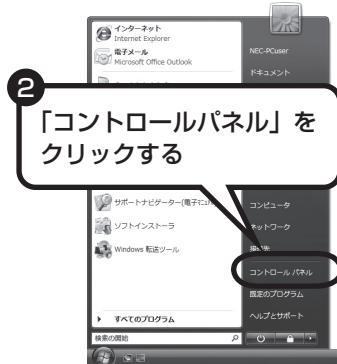 インターネット
Internet Explorer
電子メール
Microsoft Office Outlook
NEC-PCuser
ドキュメント
2
「コントロールパネル」を
クリックする
サポートナビゲーター(電子
コンピュータ
ソフトインストーラ
ネットワーク
Windows 転送ツール
接続先
コントロール パネル
既定のプログラム
すべてのプログラム
ヘルプとサポート
検索の開始